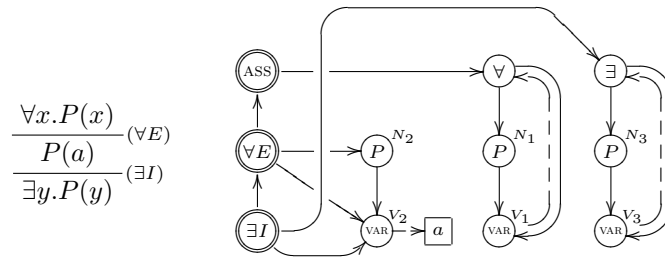 ∀x.P(x)
(∀E)
P(a)
(∃I)
∃y.P(y)
ASS
∀
∃
∀E
P
N₂
P
N₁
P
N₃
∃I
VAR
V₂
a
VAR
V₁
VAR
V₃